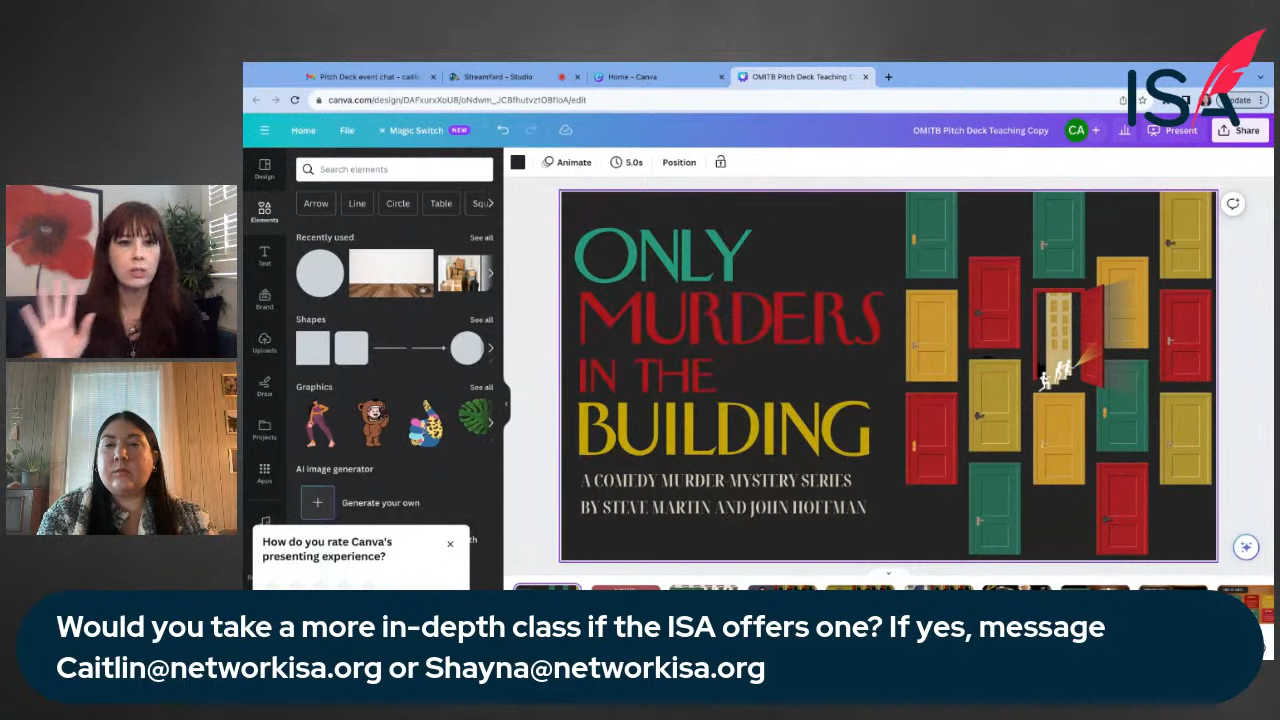 ISA
Pitch Deck event chat - caitli
StreamYard - Studio
Home - Canva
OMITB Pitch Deck Teaching C
canva.com/design/DAFxurxXoU8/oNdwm_JCBfhutvztO8fIoA/edit
Home
File
Magic Switch
NEW
OMITB Pitch Deck Teaching Copy
CA
Present
Share
Design
Elements
Text
Brand
Uploads
Draw
Projects
Apps
Search elements
Arrow
Line
Circle
Table
Squ
Recently used
See all
Shapes
See all
Graphics
See all
AI image generator
Generate your own
How do you rate Canva's
presenting experience?
Animate
5.0s
Position
ONLY
MURDERS
IN THE
BUILDING
A COMEDY MURDER-MYSTERY SERIES
BY STEVE MARTIN AND JOHN HOFFMAN
Would you take a more in-depth class if the ISA offers one? If yes, message
Caitlin@networkisa.org or Shayna@networkisa.org